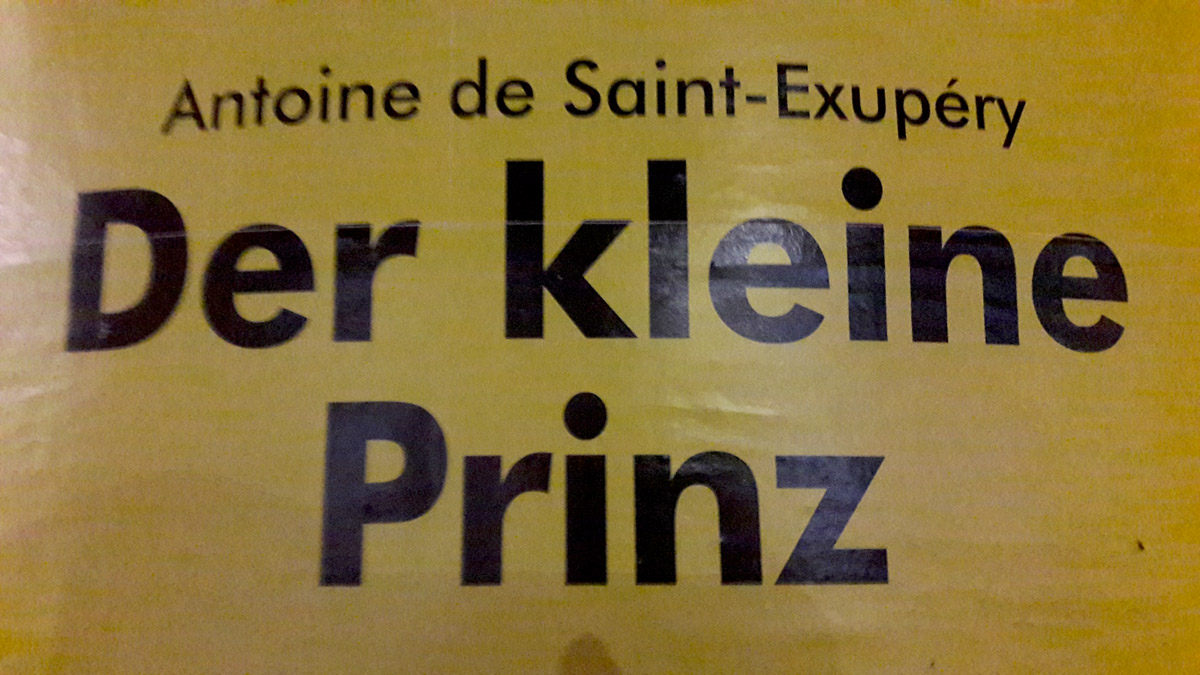 Antoine de Saint-Exupéry
Der kleine
Prinz